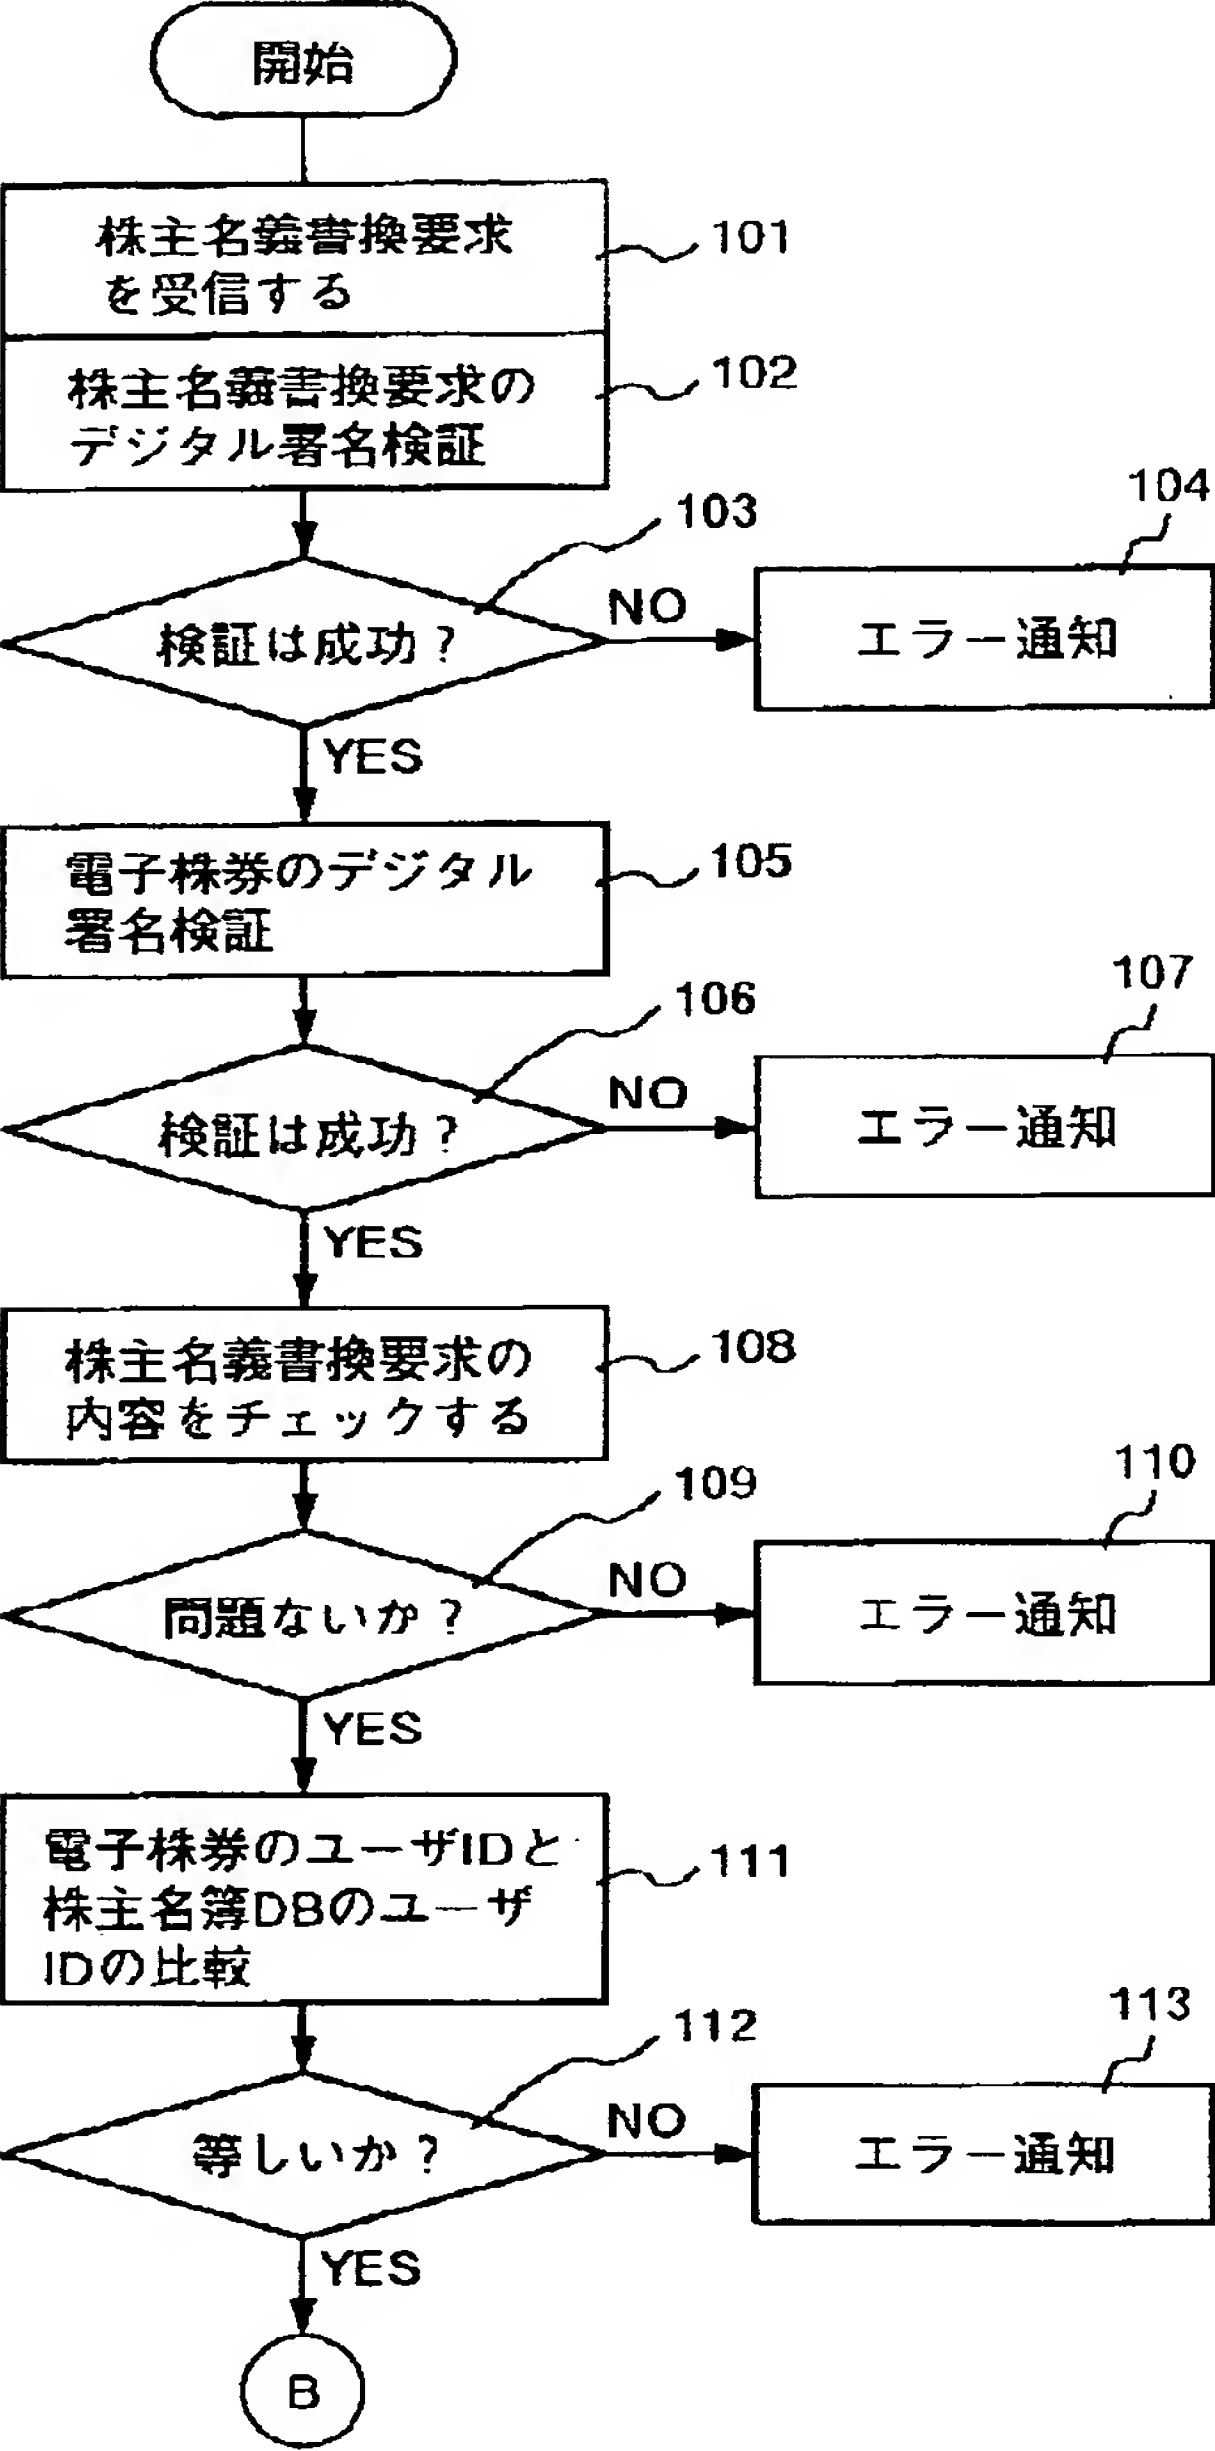 開始
株主名義書換要求
を受信する
101
株主名義書換要求の
デジタル署名検証
102
103
検証は成功?
NO
104
エラー通知
YES
電子株券のデジタル
署名検証
105
106
検証は成功?
NO
107
エラー通知
YES
株主名義書換要求の
内容をチェックする
108
109
問題ないか?
NO
110
エラー通知
YES
電子株券のユーザIDと
株主名簿DBのユーザ
IDの比較
111
112
等しいか?
NO
113
エラー通知
YES
B